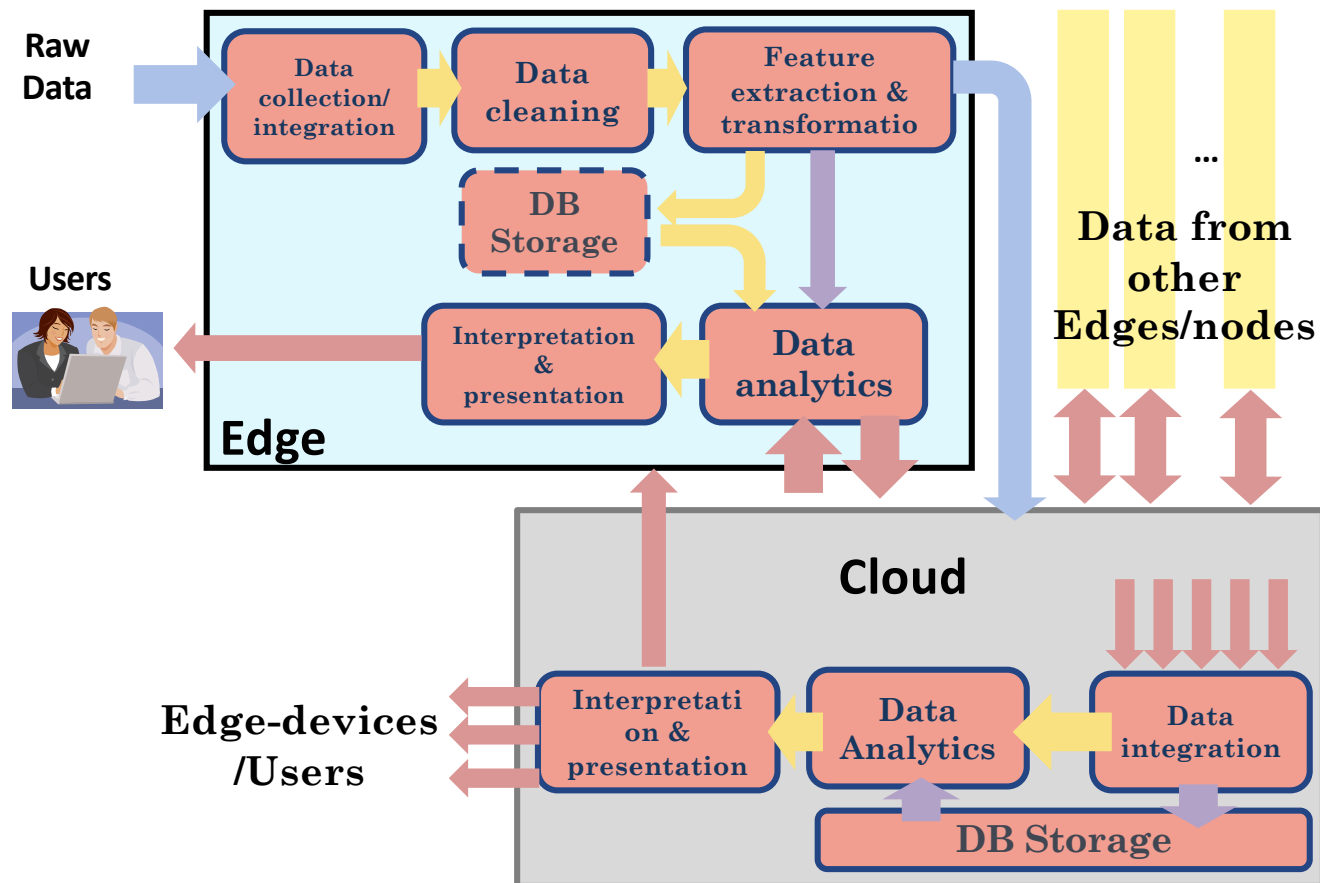 Raw
Data
Data
collection/
integration
Data
cleaning
Feature
extraction &
transformatio
DB
Storage
...
Data from
other
Edges/nodes
Users
Interpretation
&
presentation
Data
analytics
Edge
Cloud
Edge-devices
/Users
Interpretati
on &
presentation
Data
Analytics
Data
integration
DB Storage